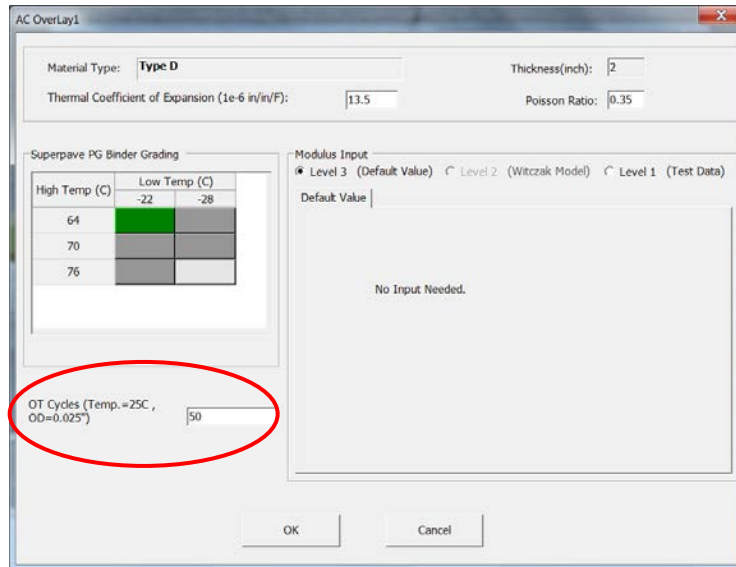 AC OverLay1
Material Type: Type D
Thickness(inch): 2
Thermal Coefficient of Expansion (1e-6 in/in/F): 13.5
Poisson Ratio: 0.35
Superpave PG Binder Grading
High Temp (C)
Low Temp (C)
-22 -28
64
70
76
Modulus Input
Level 3 (Default Value) Level 2 (Witczak Model) Level 1 (Test Data)
Default Value
No Input Needed.
OT Cycles (Temp.=25C ,
OD=0.025")
50
OK Cancel